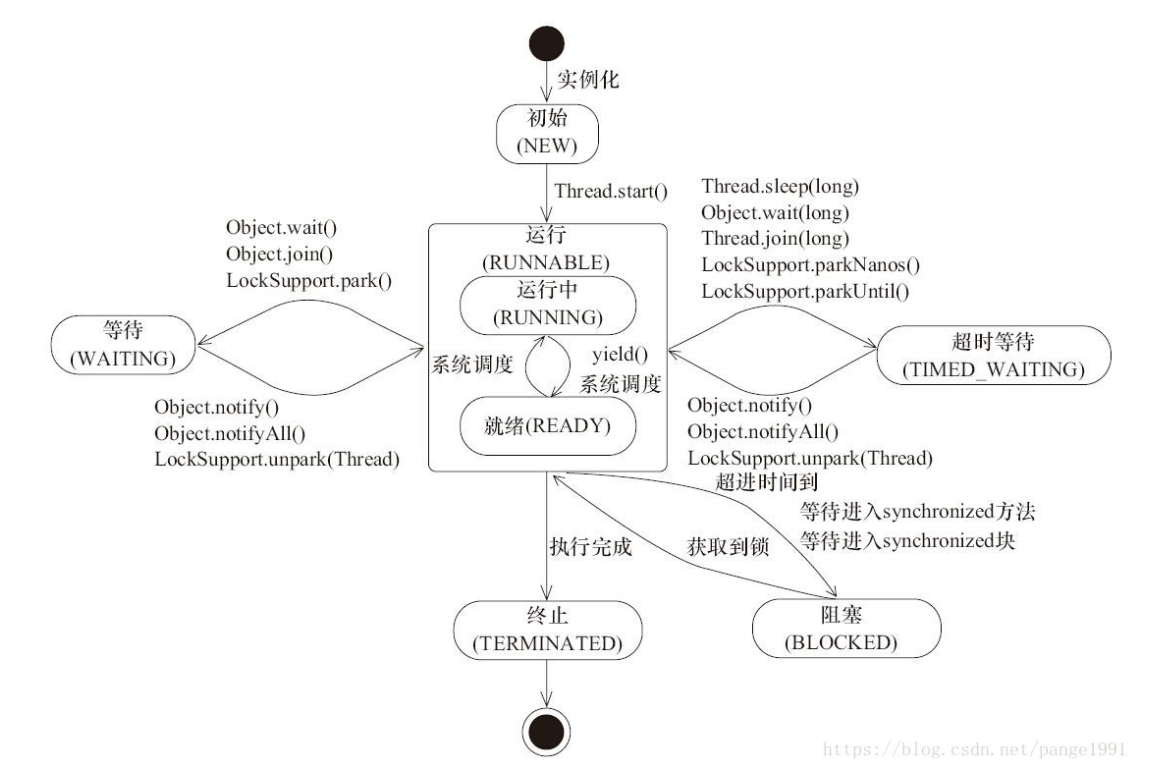 实例化
初始
(NEW)
Thread.start()
Thread.sleep(long)
Object.wait(long)
Thread.join(long)
LockSupport.parkNanos()
LockSupport.parkUntil()
Object.wait()
Object.join()
LockSupport.park()
运行
(RUNNABLE)
运行中
(RUNNING)
等待
(WAITING)
超时等待
(TIMED_WAITING)
系统调度
yield()
系统调度
就绪(READY)
Object.notify()
Object.notifyAll()
LockSupport.unpark(Thread)
Object.notify()
Object.notifyAll()
LockSupport.unpark(Thread)
超进时间到
等待进入synchronized方法
等待进入synchronized块
执行完成
获取到锁
终止
(TERMINATED)
阻塞
(BLOCKED)
https://blog.csdn.net/pange1991